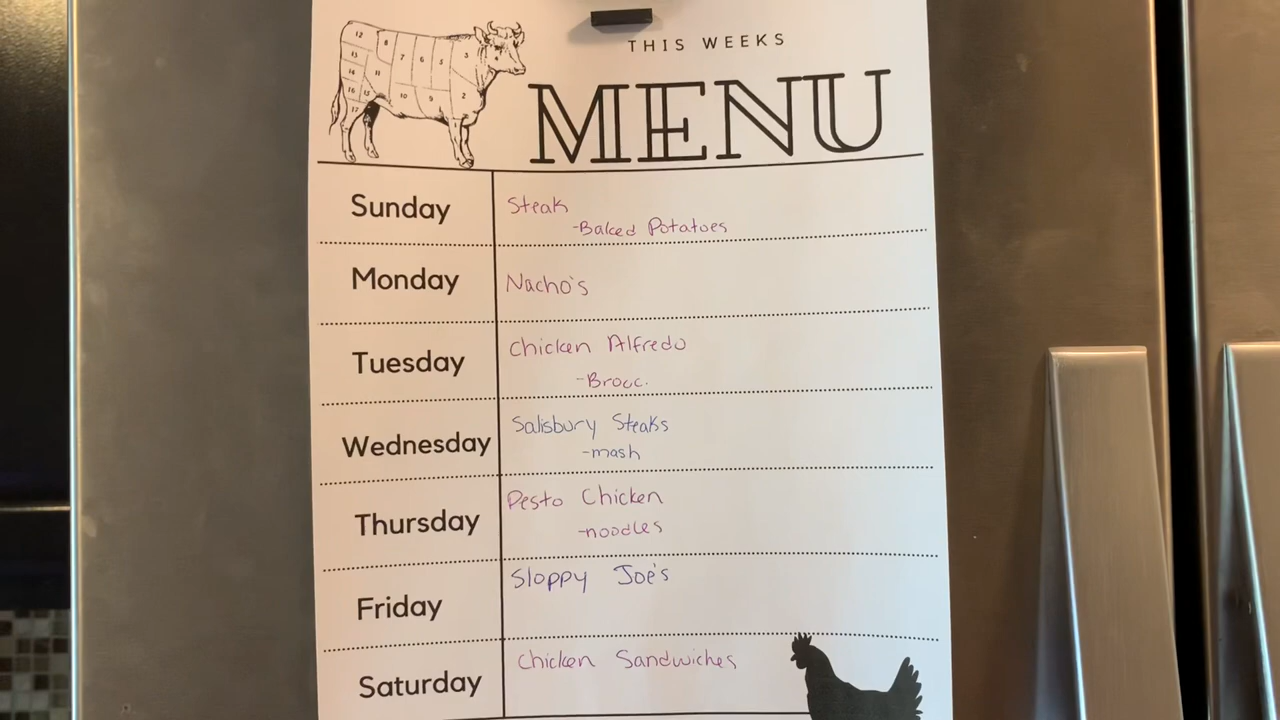 THIS WEEKS
MENU
Sunday
Steak
-Baked Potatoes
Monday
Nacho's
Tuesday
Chicken Alfredo
-Brocc.
Wednesday
Salisbury Steaks
-mash
Thursday
Pesto Chicken
-noodles
Friday
Sloppy Joe's
Saturday
Chicken Sandwiches